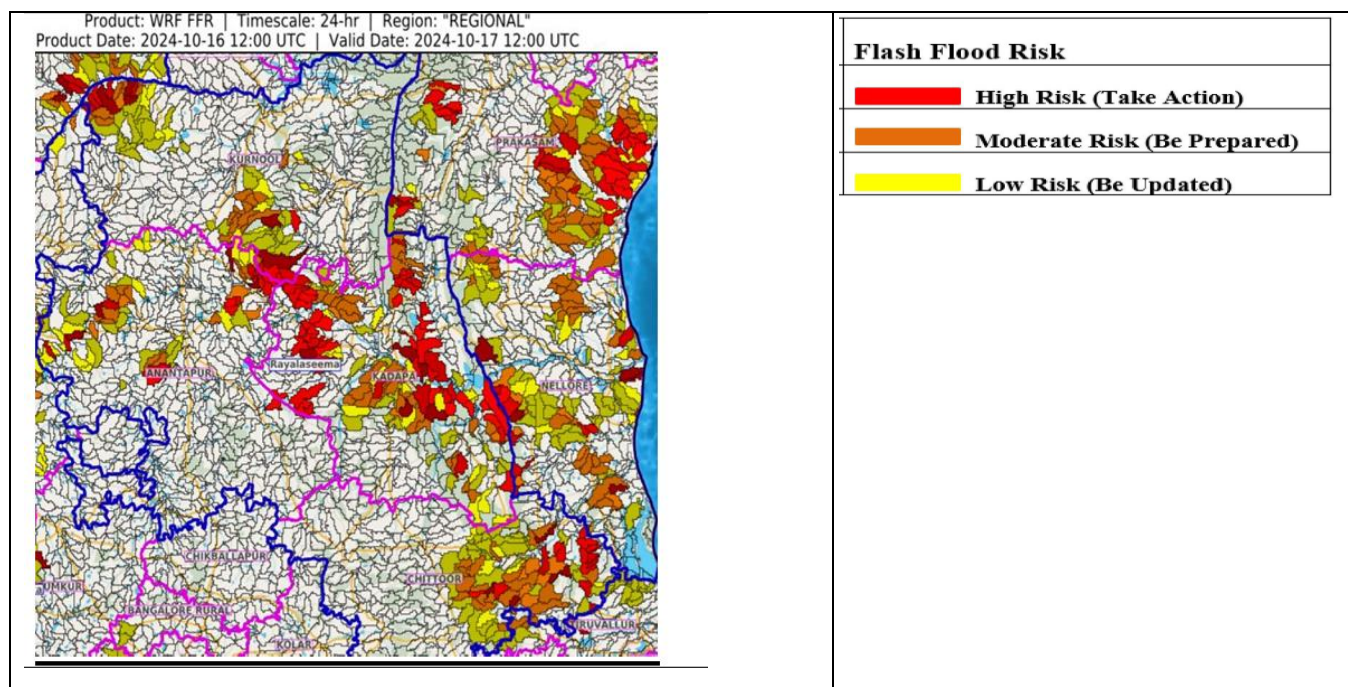 Product: WRF FFR | Timescale: 24-hr | Region: "REGIONAL"
Product Date: 2024-10-16 12:00 UTC | Valid Date: 2024-10-17 12:00 UTC
PRAKASAM
KURNOOL
Rayalaseema
ANANTAPUR
KADAPA
NELLORE
CHIKBALLAPUR
CHITTOOR
UMKUR
BANGALORE RURAL
IRUVALLUR
KOLAR
Flash Flood Risk
High Risk (Take Action)
Moderate Risk (Be Prepared)
Low Risk (Be Updated)